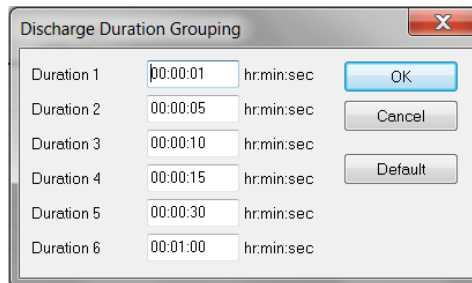 Discharge Duration Grouping X
Duration 1 00:00:01 hr:min:sec OK
Duration 2 00:00:05 hr:min:sec Cancel
Duration 3 00:00:10 hr:min:sec
Duration 4 00:00:15 hr:min:sec Default
Duration 5 00:00:30 hr:min:sec
Duration 6 00:01:00 hr:min:sec